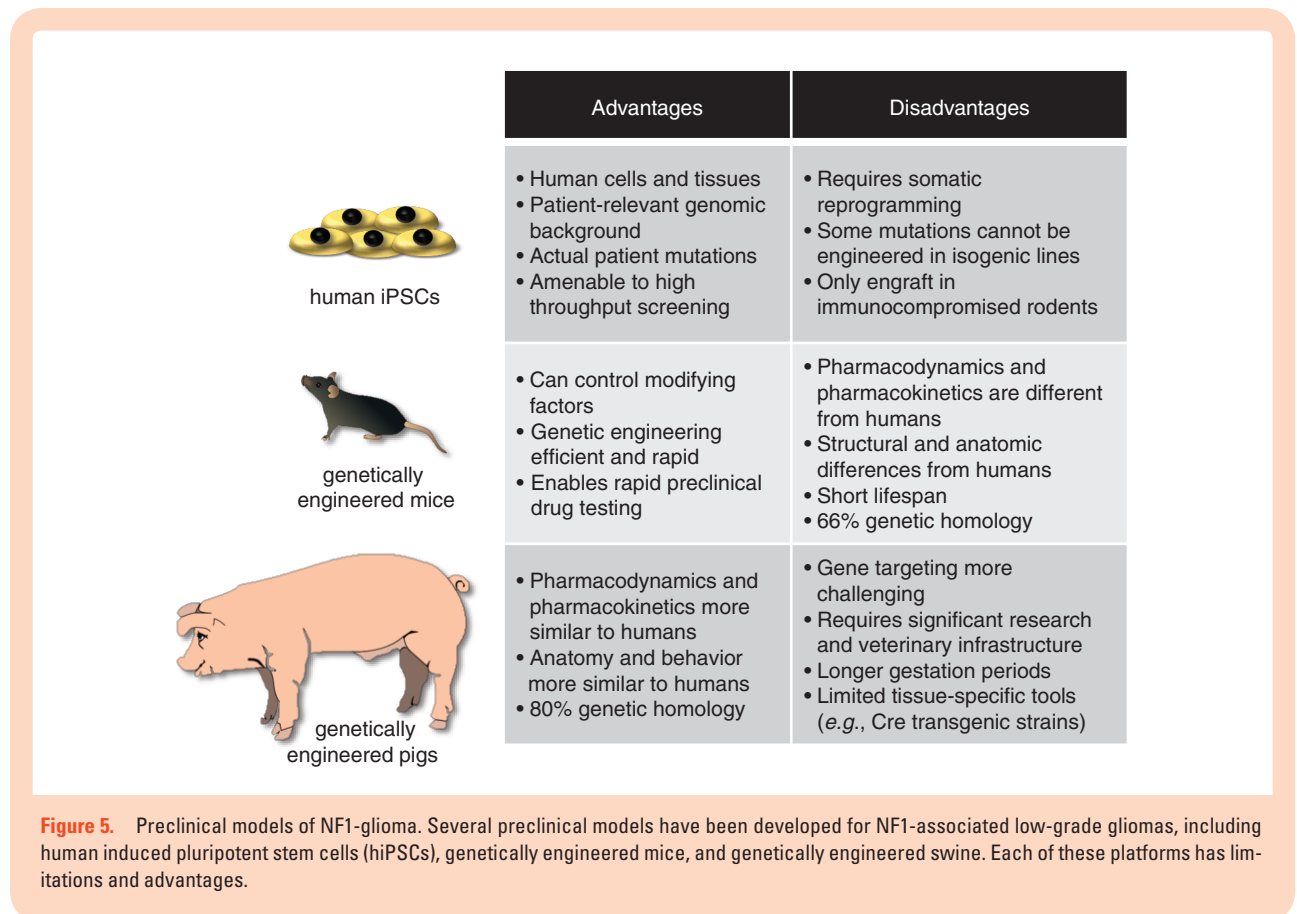 Advantages
Disadvantages
human iPSCs
• Human cells and tissues
• Patient-relevant genomic
background
• Actual patient mutations
• Amenable to high
throughput screening
• Requires somatic
reprogramming
• Some mutations cannot be
engineered in isogenic lines
• Only engraft in
immunocompromised rodents
genetically
engineered mice
• Can control modifying
factors
• Genetic engineering
efficient and rapid
• Enables rapid preclinical
drug testing
• Pharmacodynamics and
pharmacokinetics are different
from humans
• Structural and anatomic
differences from humans
• Short lifespan
• 66% genetic homology
genetically
engineered pigs
• Pharmacodynamics and
pharmacokinetics more
similar to humans
• Anatomy and behavior
more similar to humans
• 80% genetic homology
• Gene targeting more
challenging
• Requires significant research
and veterinary infrastructure
• Longer gestation periods
• Limited tissue-specific tools
(e.g., Cre transgenic strains)
Figure 5. Preclinical models of NF1-glioma. Several preclinical models have been developed for NF1-associated low-grade gliomas, including
human induced pluripotent stem cells (hiPSCs), genetically engineered mice, and genetically engineered swine. Each of these platforms has lim-
itations and advantages.